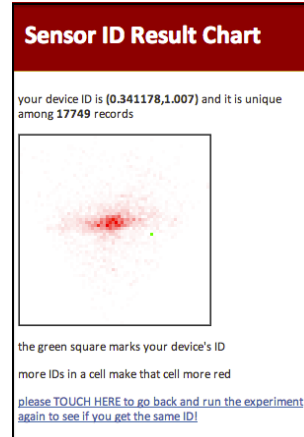 Sensor ID Result Chart
your device ID is (0.341178,1.007) and it is unique
among 17749 records
the green square marks your device's ID
more IDs in a cell make that cell more red
please TOUCH HERE to go back and run the experiment
again to see if you get the same ID!